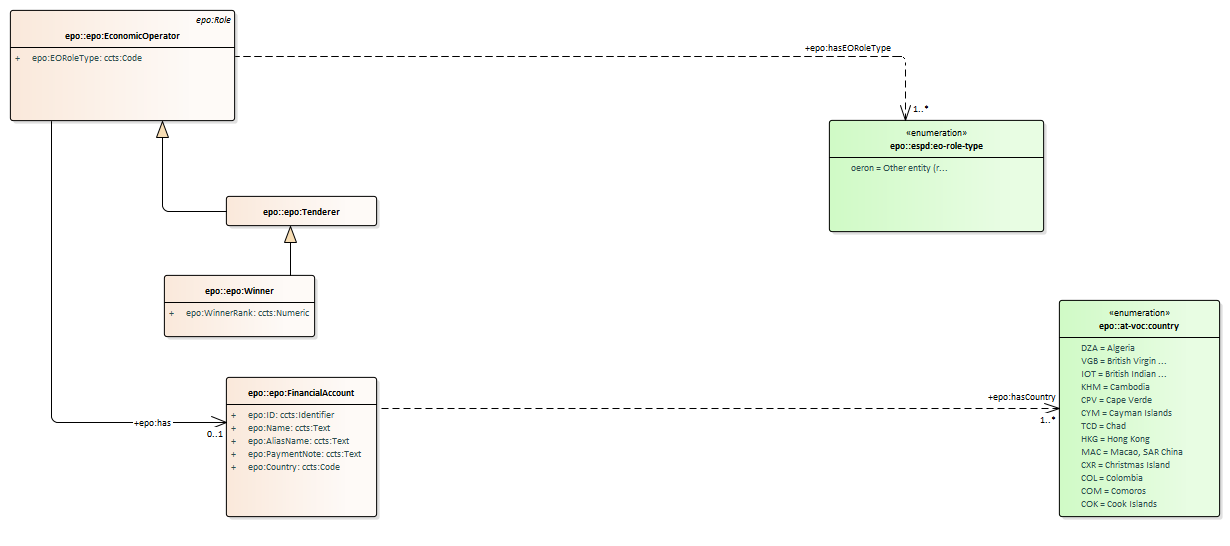 epo:Role
epo::epo:EconomicOperator
+ epo:EORoleType: ccts:Code
+epo:hasEORoleType
1..*
«enumeration»
epo::espd:eo-role-type
oeron = Other entity (r...
epo::epo:Tenderer
epo::epo:Winner
+ epo:WinnerRank: ccts:Numeric
epo::epo:FinancialAccount
+ epo:ID: ccts:Identifier
+ epo:Name: ccts:Text
+ epo:AliasName: ccts:Text
+ epo:PaymentNote: ccts:Text
+ epo:Country: ccts:Code
+epo:has
0..1
+epo:hasCountry
1..*
«enumeration»
epo::at-voc:country
DZA = Algeria
VGB = British Virgin ...
IOT = British Indian ...
KHM = Cambodia
CPV = Cape Verde
CYM = Cayman Islands
TCD = Chad
HKG = Hong Kong
MAC = Macao, SAR China
CXR = Christmas Island
COL = Colombia
COM = Comoros
COK = Cook Islands